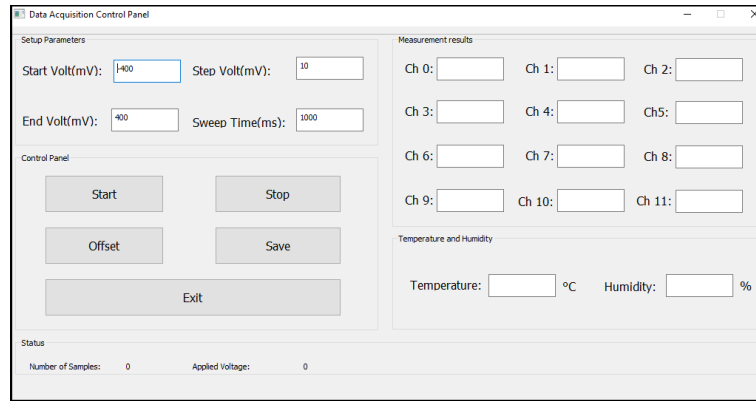 Data Acquisition Control Panel
Setup Parameters
Start Volt(mV): -400 Step Volt(mV): 10
End Volt(mV): 400 Sweep Time(ms): 1000
Control Panel
Start Stop
Offset Save
Exit
Measurement results
Ch 0: Ch 1: Ch 2:
Ch 3: Ch 4: Ch5:
Ch 6: Ch 7: Ch 8:
Ch 9: Ch 10: Ch 11:
Temperature and Humidity
Temperature: °C Humidity: %
Status
Number of Samples: 0 Applied Voltage: 0